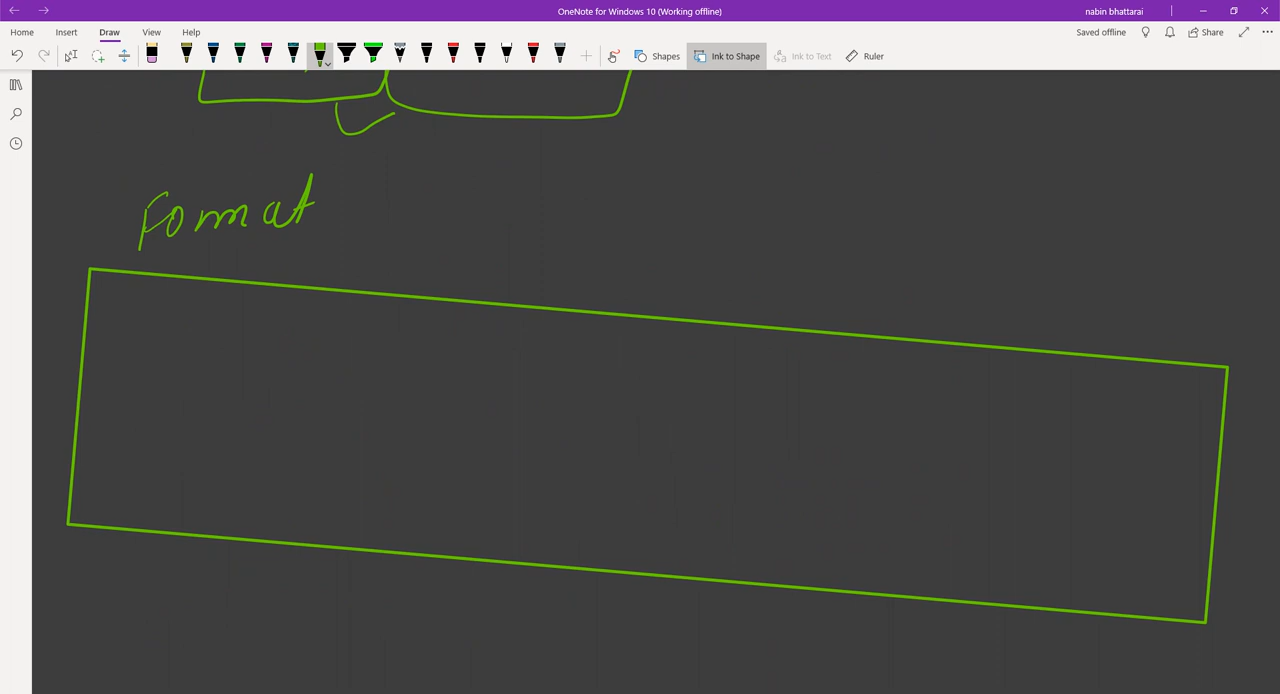 OneNote for Windows 10 (Working offline)
nabin bhattarai
Home Insert Draw View Help
Saved offline
Share
Shapes
Ink to Shape
Ink to Text
Ruler
Format